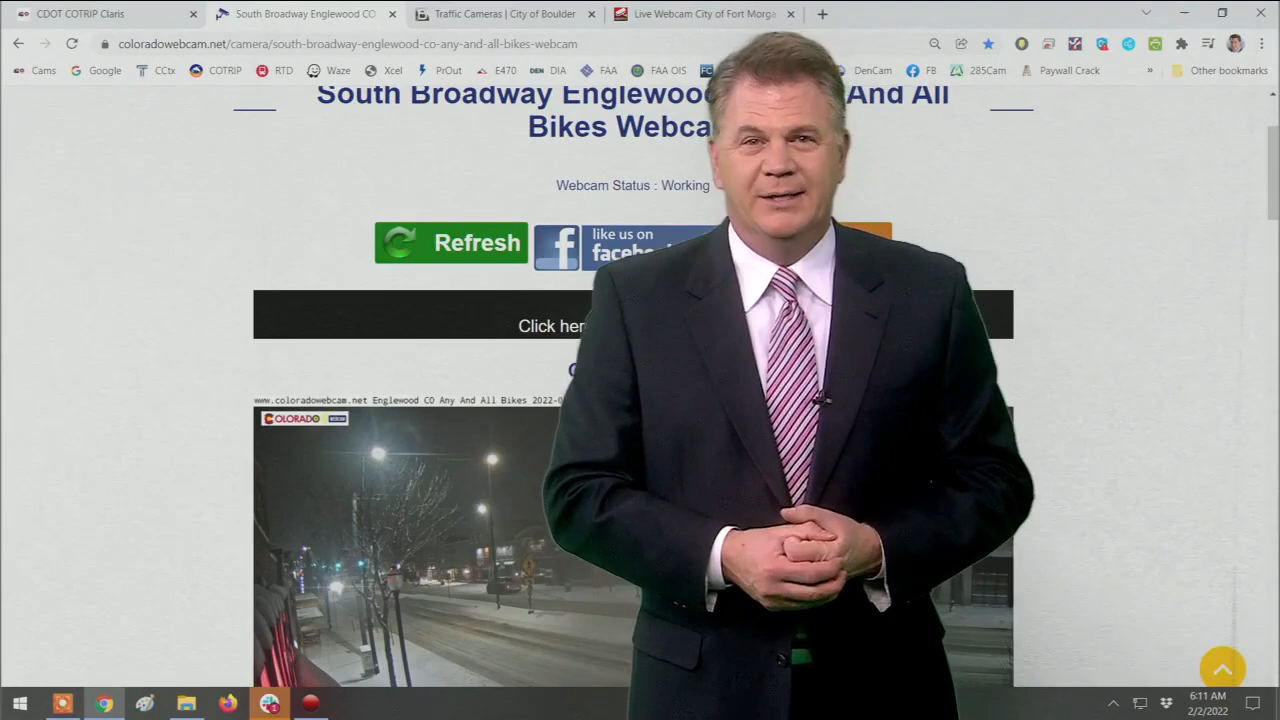 CDOT COTRIP Claris
South Broadway Englewood CO
Traffic Cameras | City of Boulder
Live Webcam City of Fort Morga
coloradowebcam.net/camera/south-broadway-englewood-co-any-and-all-bikes-webcam
Cams
Google
CCtx
COTRIP
RTD
Waze
Xcel
PrOut
E470
DEN DIA
FAA
FAA OIS
FC
DenCam
FB
285Cam
Paywall Crack
»
Other bookmarks
South Broadway Englewood And All
Bikes Webca
Webcam Status : Working
Refresh
like us on
Click here
www.coloradowebcam.net Englewood CO Any And All Bikes 2022-0
COLORADO
6:11 AM
2/2/2022